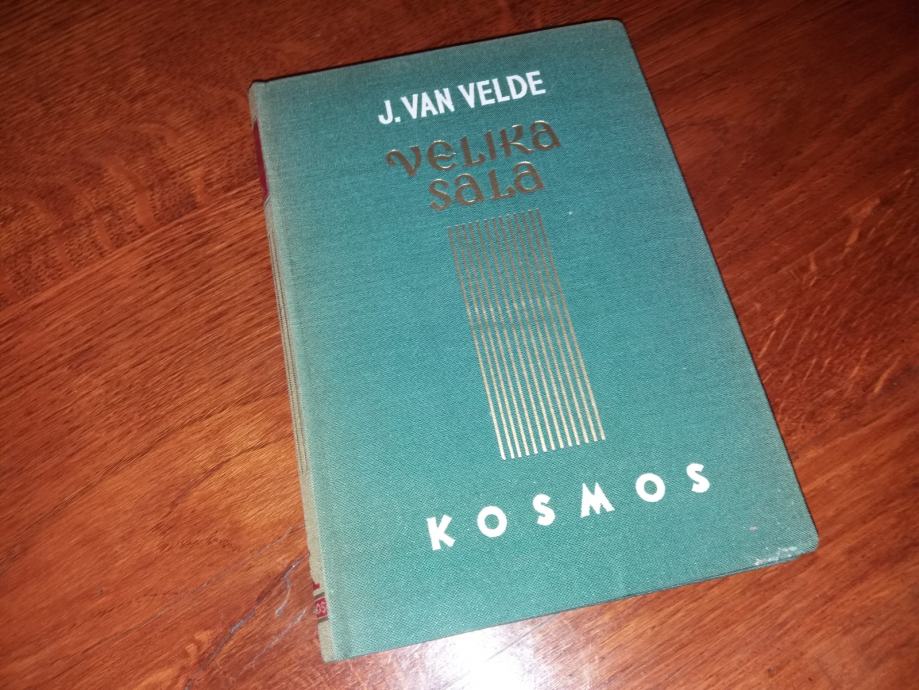 J. VAN VELDE
VELIKA
SALA
KOSMOS